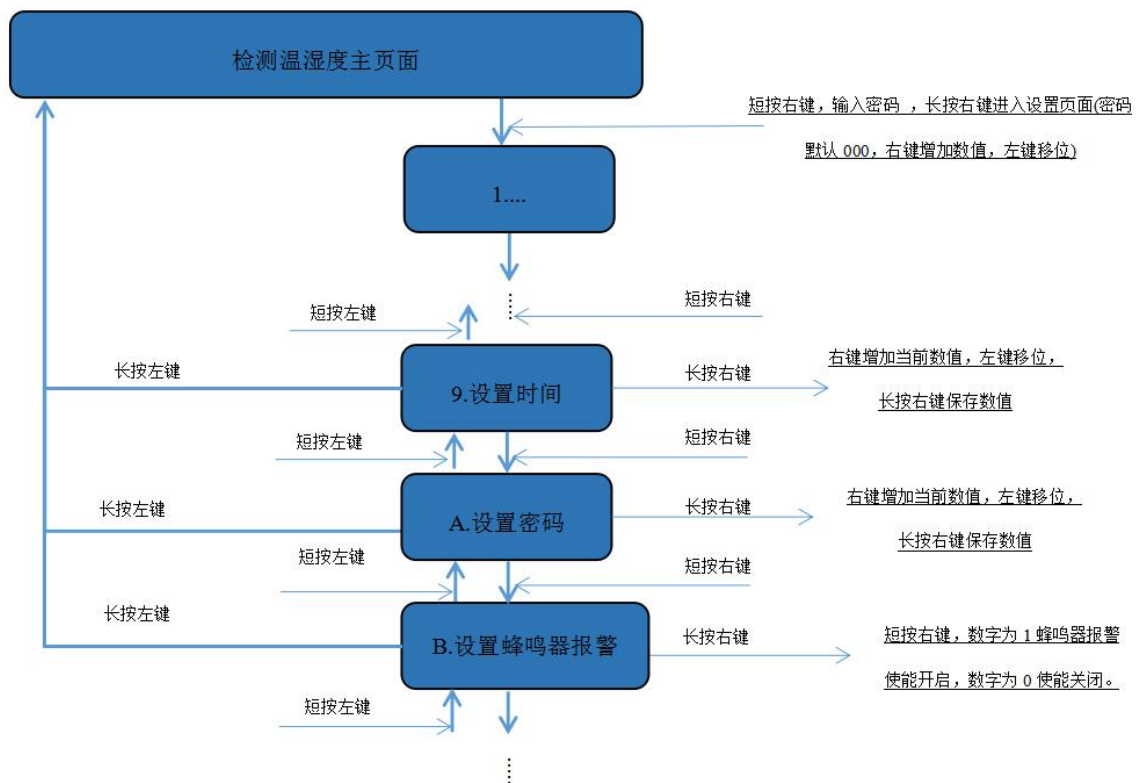 检测温湿度主页面
短按右键，输入密码 ，长按右键进入设置页面(密码
默认 000，右键增加数值，左键移位)
1....
短按左键
短按右键
长按左键
9.设置时间
长按右键
右键增加当前数值，左键移位，
长按右键保存数值
短按左键
短按右键
长按左键
A.设置密码
长按右键
右键增加当前数值，左键移位，
长按右键保存数值
短按左键
短按右键
长按左键
B.设置蜂鸣器报警
长按右键
短按右键，数字为 1 蜂鸣器报警
使能开启，数字为 0 使能关闭。
短按左键